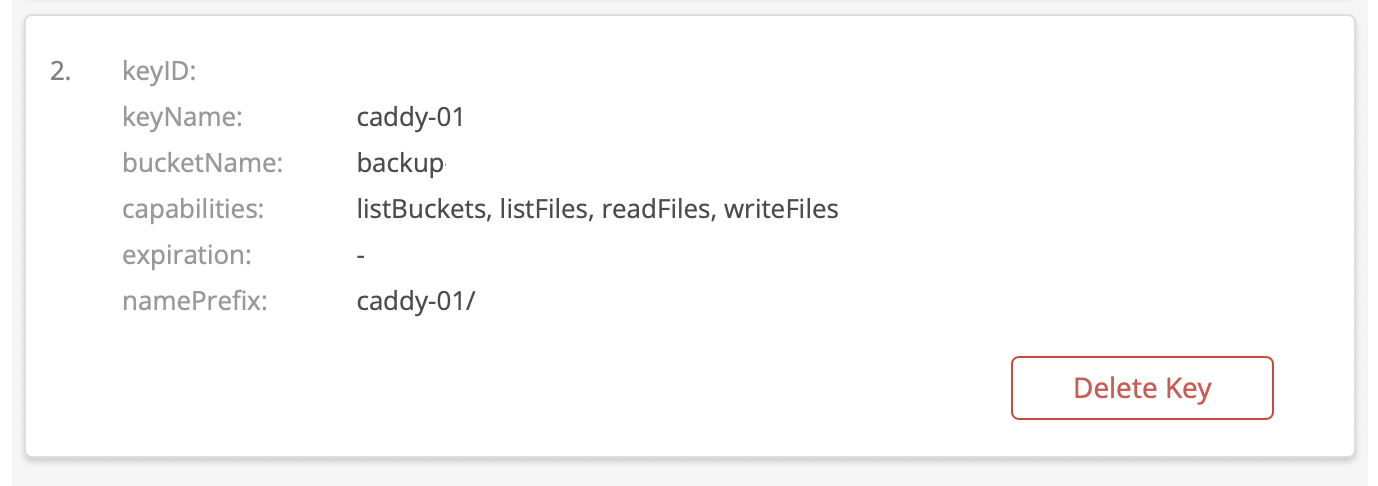 2. keyID:
keyName: caddy-01
bucketName: backup
capabilities: listBuckets, listFiles, readFiles, writeFiles
expiration: -
namePrefix: caddy-01/
Delete Key